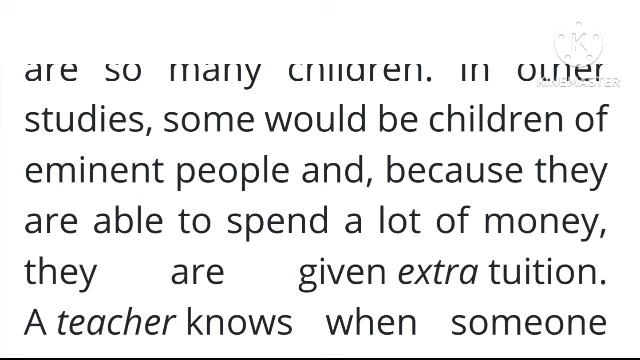 are so many children. In other
studies, some would be children of
eminent people and, because they
are able to spend a lot of money,
they are given extra tuition.
A teacher knows when someone
KINEMASTER